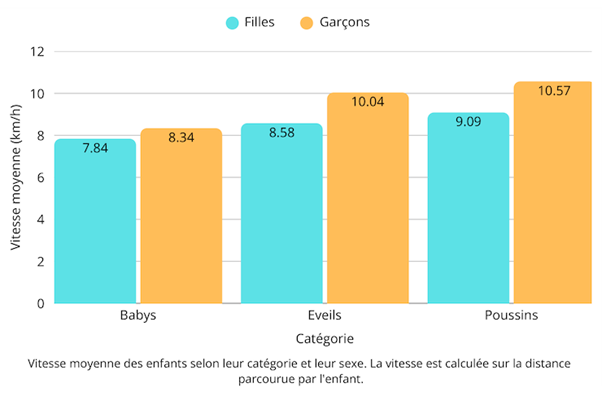 Filles Garçons
Vitesse moyenne (km/h)
12
10
8
6
4
2
0
7.84
8.34
8.58
10.04
9.09
10.57
Babys Eveils Poussins
Catégorie
Vitesse moyenne des enfants selon leur catégorie et leur sexe. La vitesse est calculée sur la distance
parcourue par l'enfant.